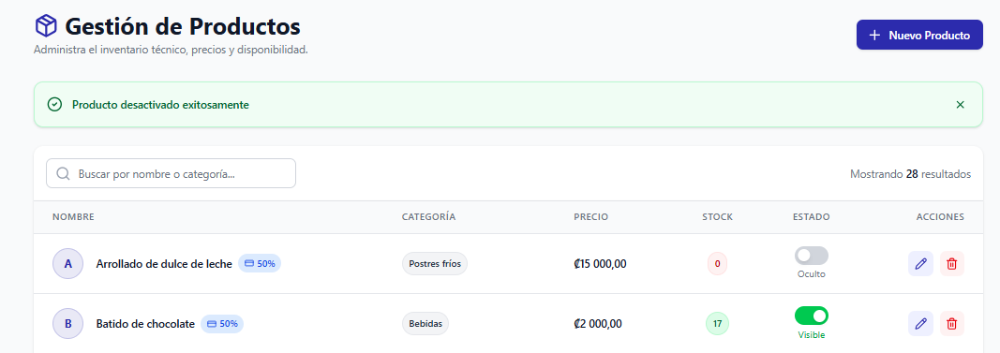 Gestión de Productos
Administra el inventario técnico, precios y disponibilidad.
+ Nuevo Producto
Producto desactivado exitosamente
Buscar por nombre o categoría...
Mostrando 28 resultados
NOMBRE CATEGORÍA PRECIO STOCK ESTADO ACCIONES
A Arrollado de dulce de leche 50% Postres fríos ₡15 000,00 0
Oculto
B Batido de chocolate 50% Bebidas ₡2 000,00 17
Visible